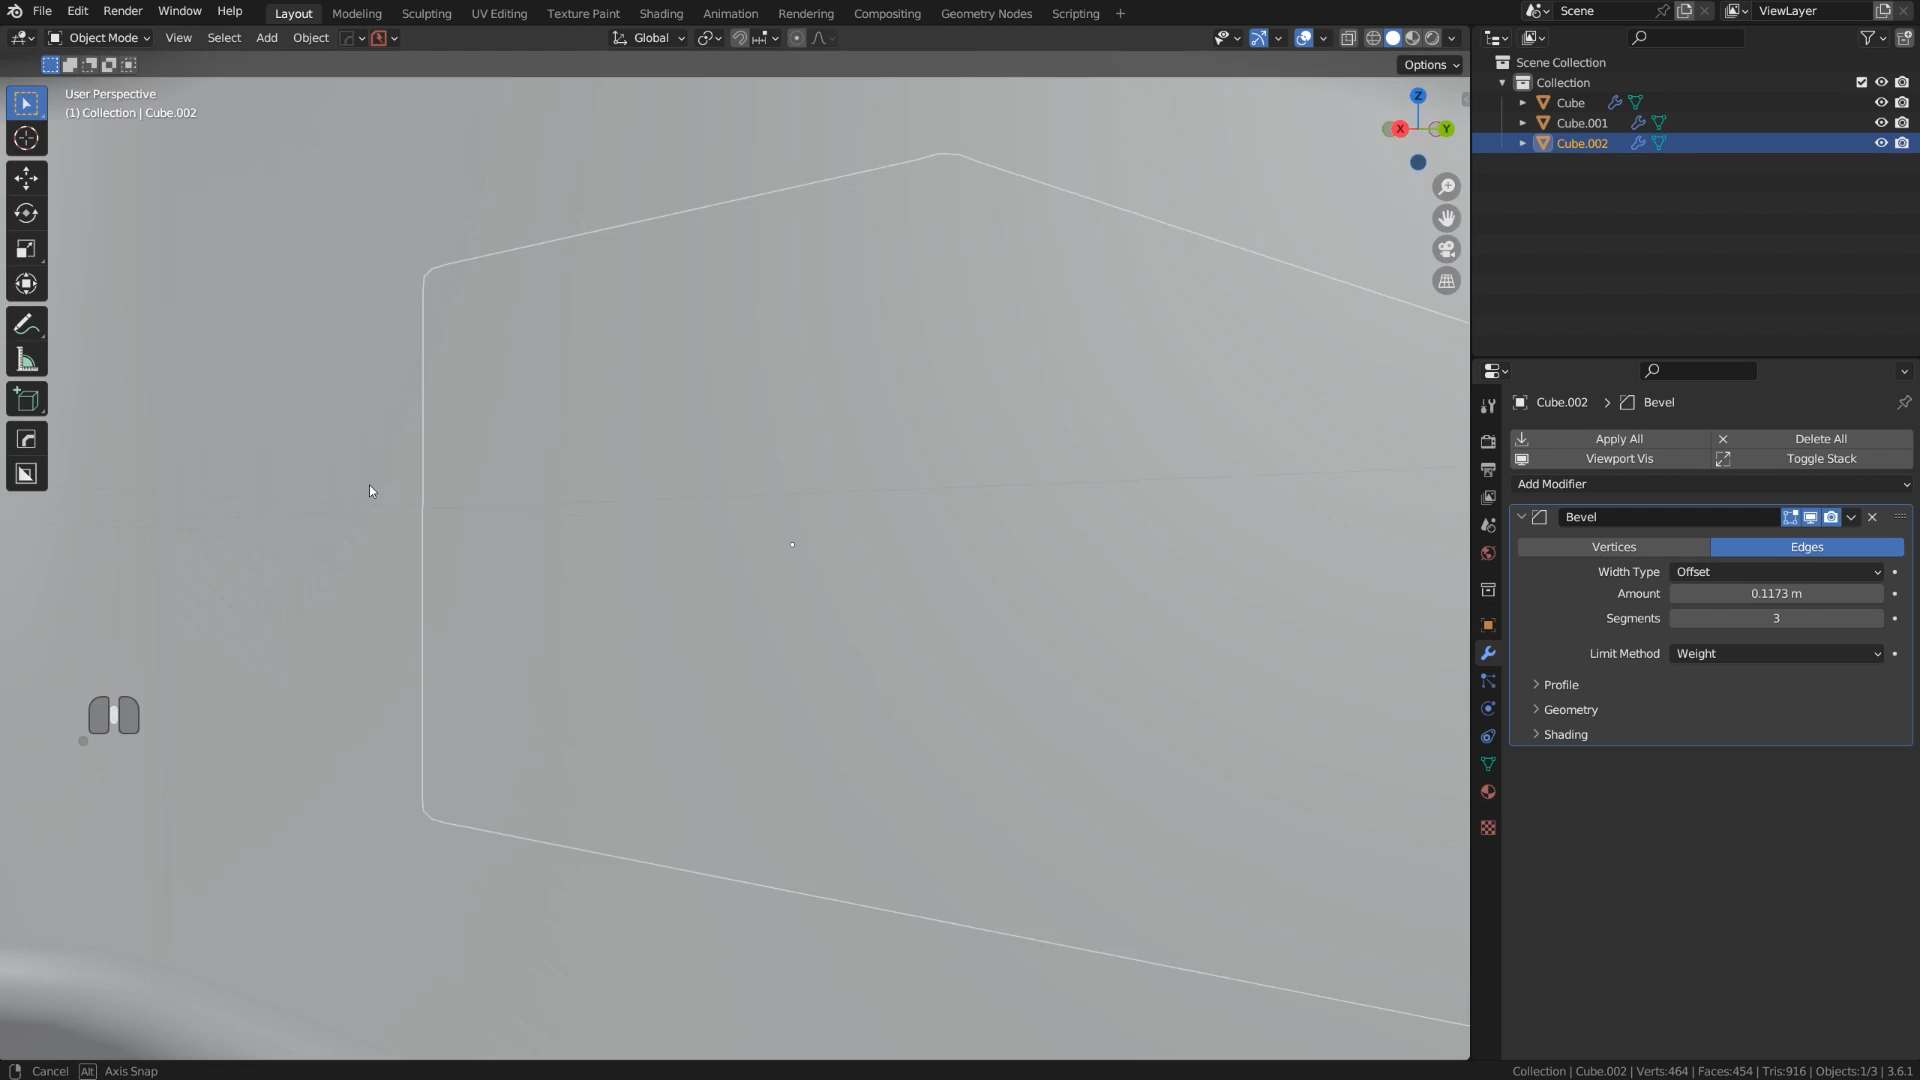 File Edit Render Window Help Layout Modeling Sculpting UV Editing Texture Paint Shading Animation Rendering Compositing Geometry Nodes Scripting + Scene ViewLayer
Object Mode View Select Add Object Global
Options
User Perspective
(1) Collection | Cube.002
Z
X
Y
Scene Collection
Collection
Cube
Cube.001
Cube.002
Cube.002 > Bevel
Apply All Delete All
Viewport Vis Toggle Stack
Add Modifier
Bevel
Vertices Edges
Width Type Offset
Amount 0.1173 m
Segments 3
Limit Method Weight
Profile
Geometry
Shading
Cancel Alt Axis Snap
Collection | Cube.002 | Verts:464 | Faces:454 | Tris:916 | Objects:1/3 | 3.6.1